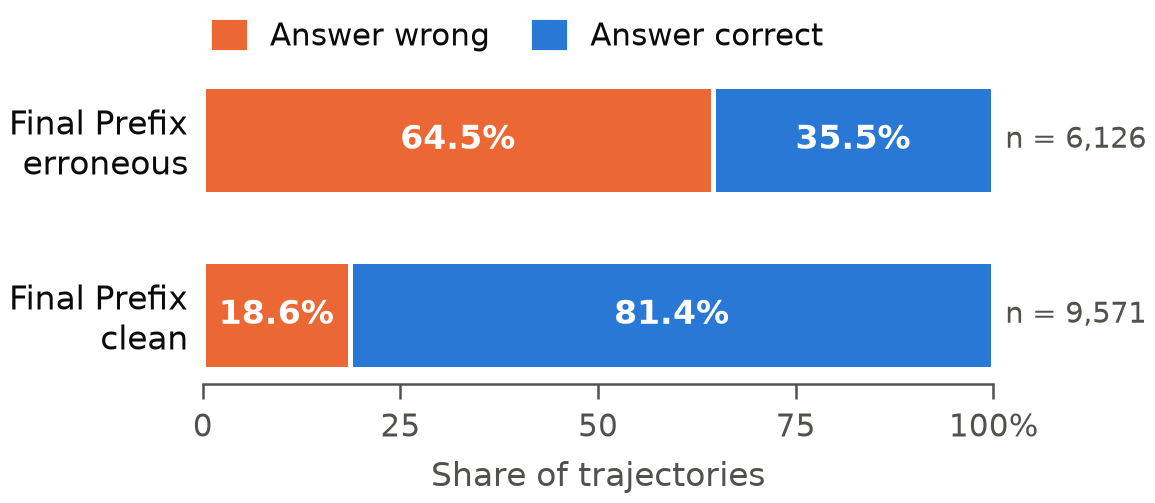 Answer wrong
Answer correct
Final Prefix
erroneous
64.5%
35.5%
n = 6,126
Final Prefix
clean
18.6%
81.4%
n = 9,571
0
25
50
75
100%
Share of trajectories